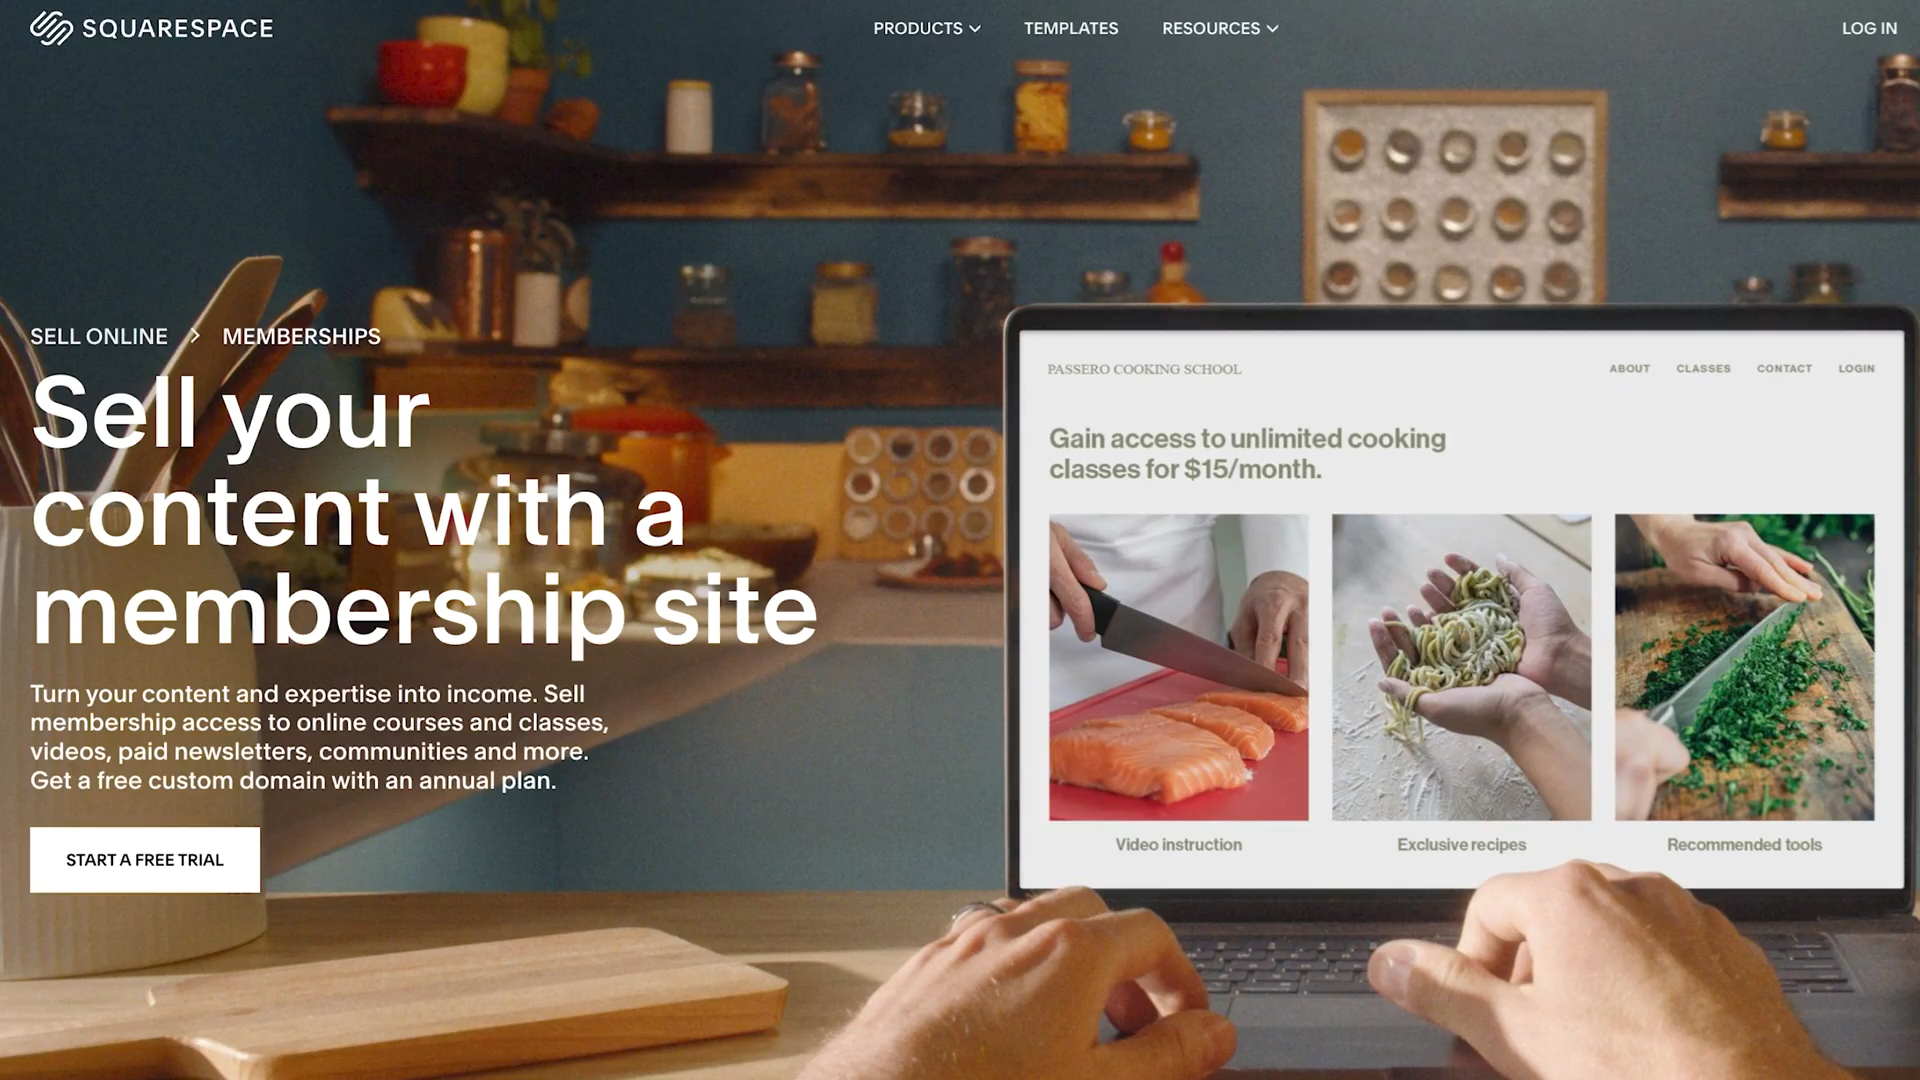 SQUARESPACE
PRODUCTS
TEMPLATES
RESOURCES
LOG IN
SELL ONLINE > MEMBERSHIPS
Sell your
content with a
membership site
Turn your content and expertise into income. Sell
membership access to online courses and classes,
videos, paid newsletters, communities and more.
Get a free custom domain with an annual plan.
START A FREE TRIAL
PASSERO COOKING SCHOOL
ABOUT
CLASSES
CONTACT
LOGIN
Gain access to unlimited cooking
classes for $15/month.
Video instruction
Exclusive recipes
Recommended tools